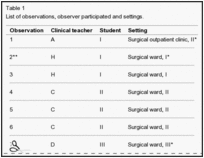 Table 1
List of observations, observer participated and settings.
Observation Clinical teacher Student Setting
1 A I Surgical outpatient clinic, II*
2** H I Surgical ward, I*
3 H I Surgical ward, I
4 C II Surgical ward, II
5 C II Surgical ward, II
6 C II Surgical ward, II
D III Surgical ward, III*